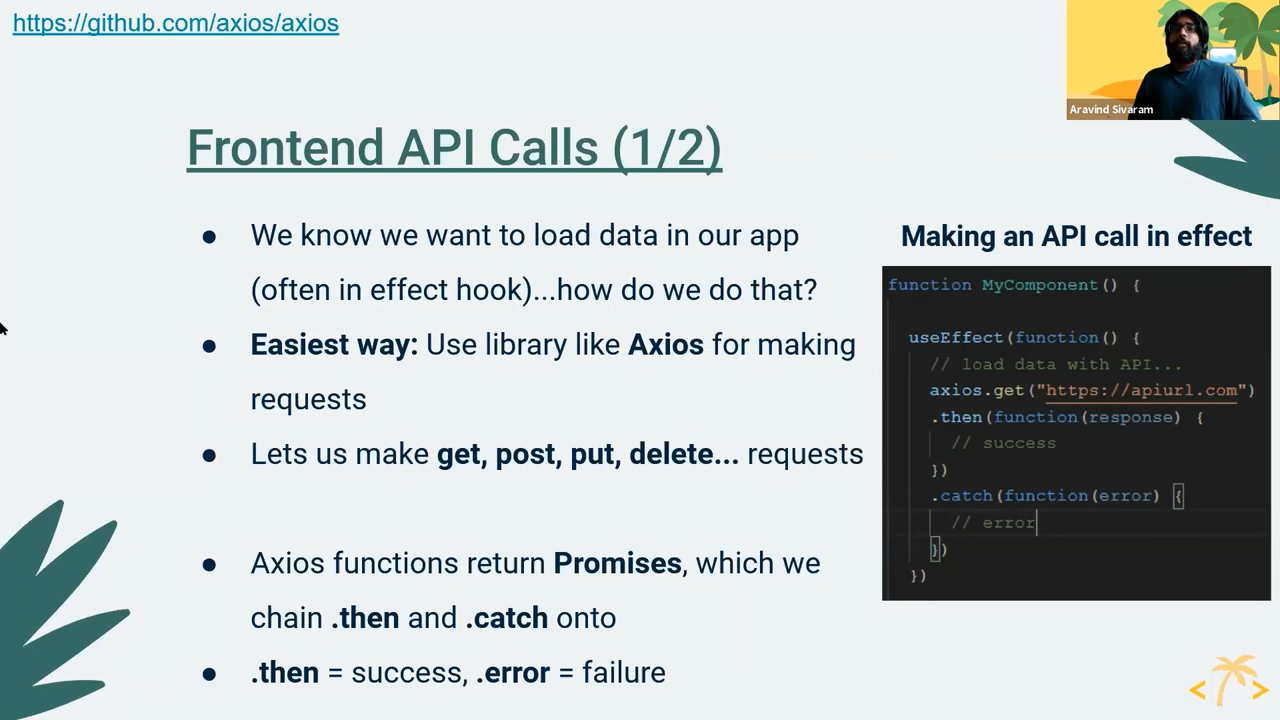 https://github.com/axios/axios
Aravind Sivaram
Frontend API Calls (1/2)
● We know we want to load data in our app
(often in effect hook)...how do we do that?
● Easiest way: Use library like Axios for making
requests
● Lets us make get, post, put, delete... requests
● Axios functions return Promises, which we
chain .then and .catch onto
● .then = success, .error = failure
Making an API call in effect
function MyComponent() {
useEffect(function() {
// load data with API...
axios.get("https://apiurl.com")
.then(function(response) {
// success
})
.catch(function(error) {
// error
})
})
< >